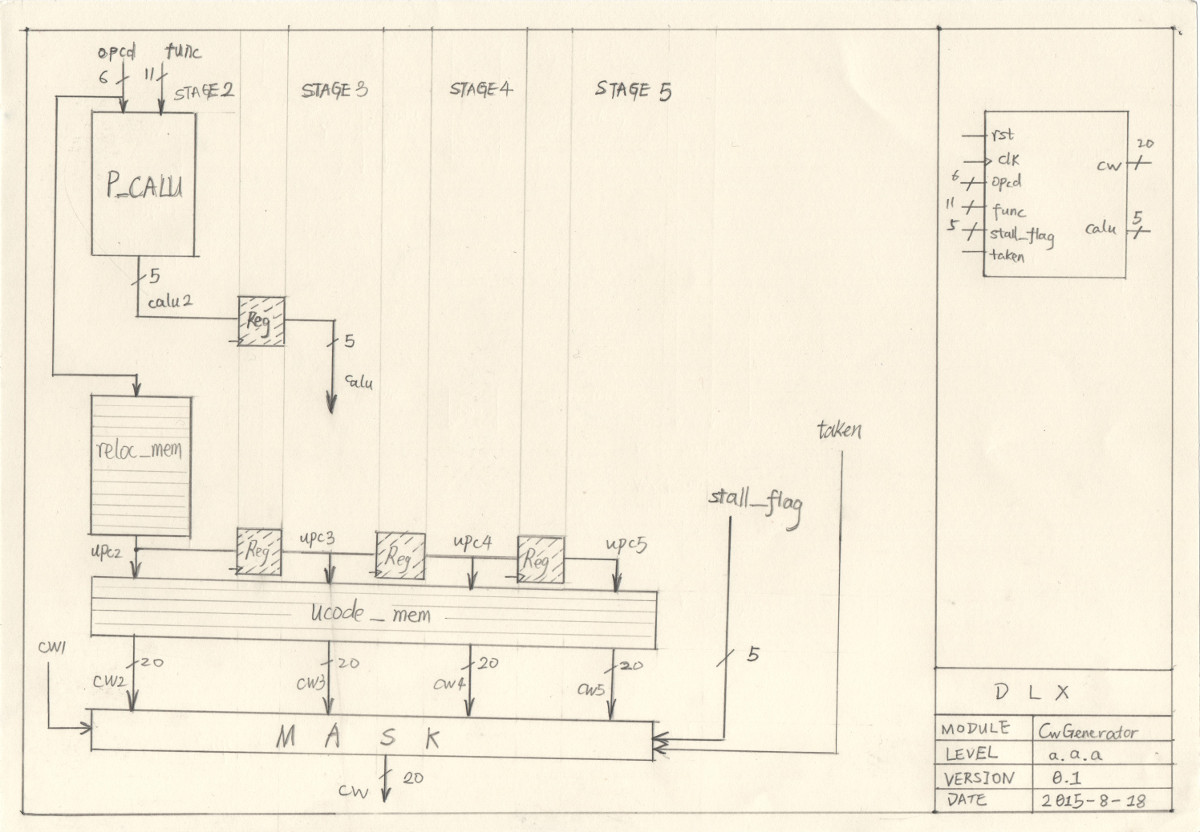 opcd func
6 11
STAGE 2 STAGE 3 STAGE 4 STAGE 5
P_CALU
5
calu2
Reg
5
calu
reloc_mem
taken
stall_flag
upc2 Reg upc3 Reg upc4 Reg upc5
ucode_mem
cw1
20 20 20 20
cw2 cw3 cw4 cw5
5
MASK
20
cw
rst
clk
6 opcd
11 func
5 stall_flag
taken
20
cw
5
calu
DLX
MODULE CwGenerator
LEVEL a.a.a
VERSION 0.1
DATE 2015-8-18